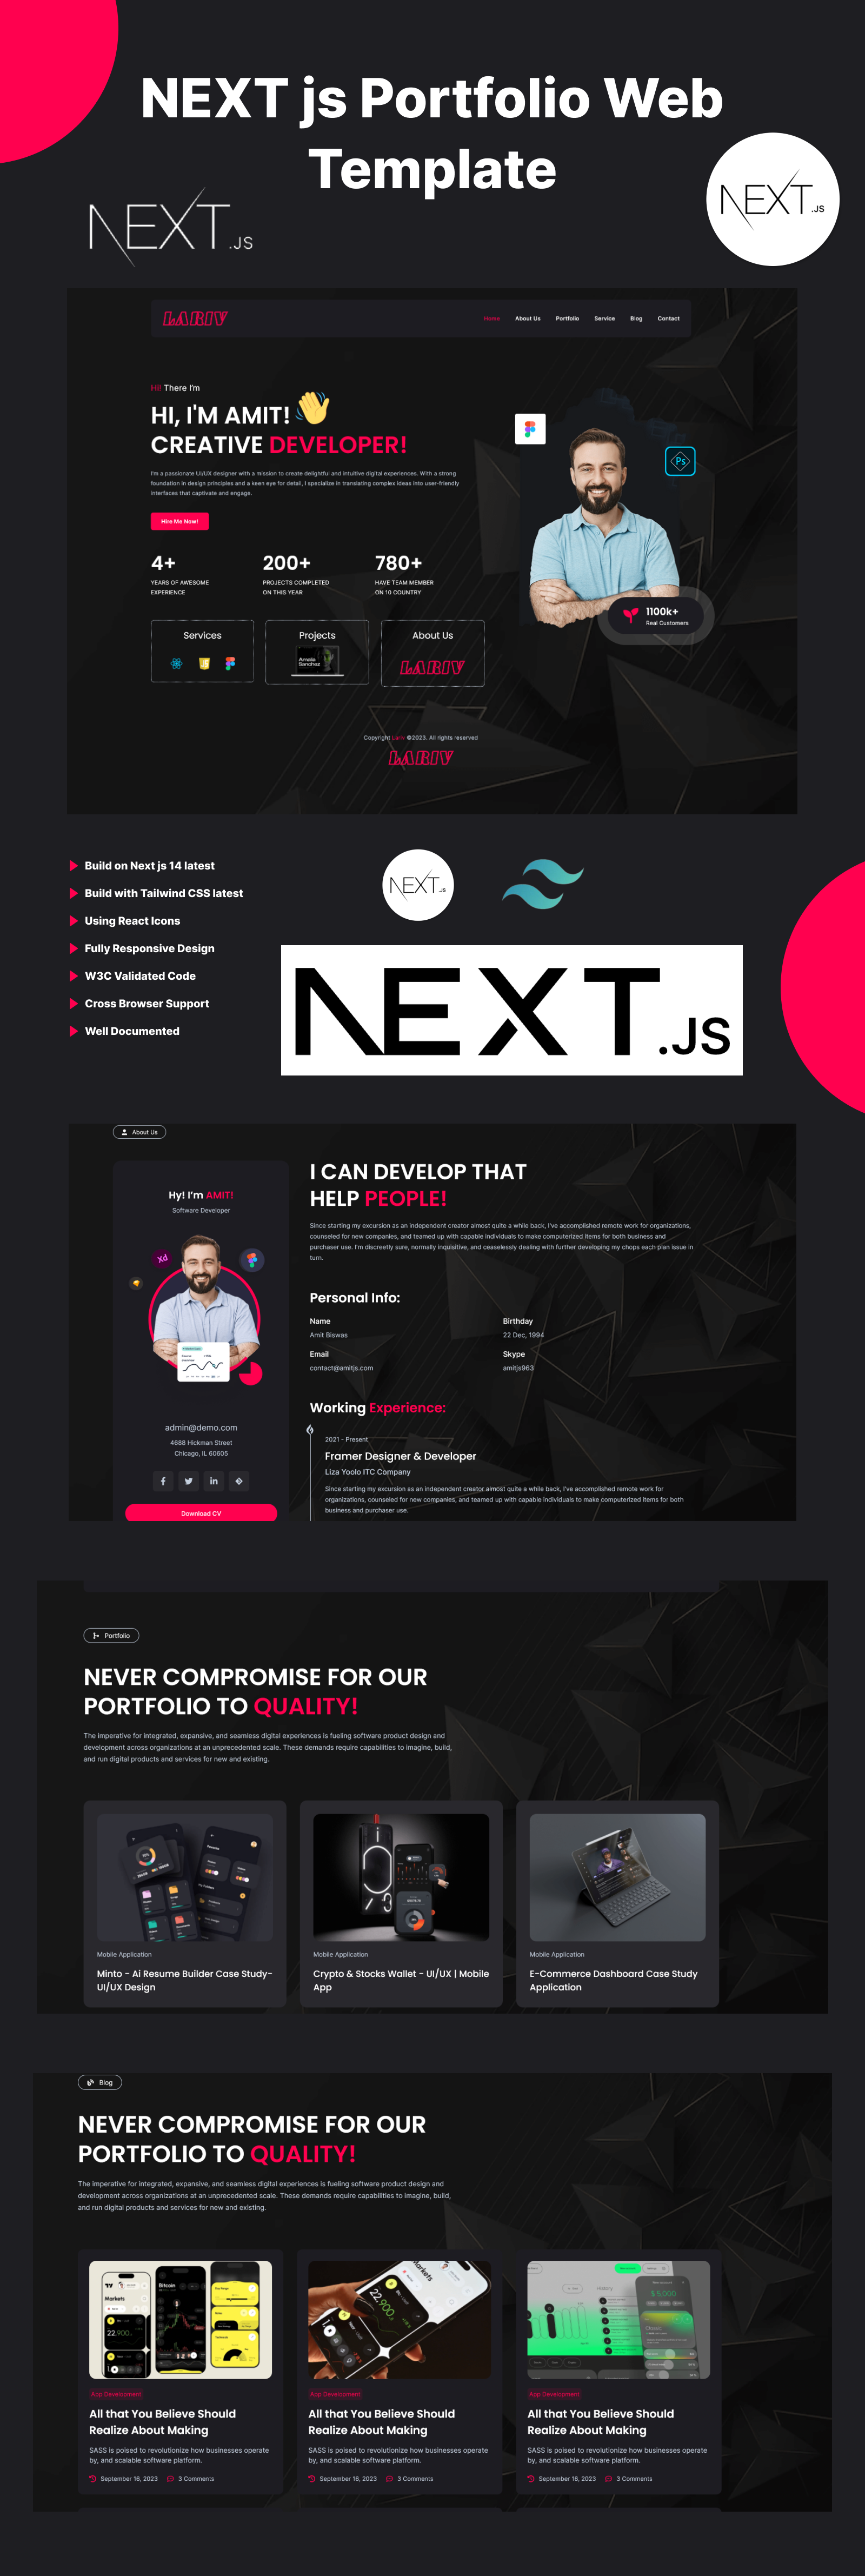 NEXT js Portfolio Web
Template
NEXT.JS
NEXT.JS
LARIV
Home
About Us
Portfolio
Service
Blog
Contact
Hi! There I'm
HI, I'M AMIT!
CREATIVE DEVELOPER!
I'm a passionate UI/UX designer with a mission to create delightful and intuitive digital experiences. With a strong
foundation in design principles and a keen eye for detail, I specialize in translating complex ideas into user-friendly
interfaces that captivate and engage.
Hire Me Now!
Ps
4+
YEARS OF AWESOME
EXPERIENCE
200+
PROJECTS COMPLETED
ON THIS YEAR
780+
HAVE TEAM MEMBER
ON 10 COUNTRY
1100k+
Real Customers
Services
Projects
Amalia
Sanchez
About Us
LARIV
Copyright Lariv ©2023. All rights reserved
LARIV
Build on Next js 14 latest
Build with Tailwind CSS latest
Using React Icons
Fully Responsive Design
W3C Validated Code
Cross Browser Support
Well Documented
NEXT.JS
NEXT.JS
About Us
Hy! I'm AMIT!
Software Developer
Xd
admin@demo.com
4688 Hickman Street
Chicago, IL 60605
Download CV
I CAN DEVELOP THAT
HELP PEOPLE!
Since starting my excursion as an independent creator almost quite a while back, I've accomplished remote work for organizations,
counseled for new companies, and teamed up with capable individuals to make computerized items for both business and
purchaser use. I'm discreetly sure, normally inquisitive, and ceaselessly dealing with further developing my chops each plan issue in
turn.
Personal Info:
Name
Amit Biswas
Birthday
22 Dec, 1994
Email
contact@amitjs.com
Skype
amitjs963
Working Experience:
2021 - Present
Framer Designer & Developer
Liza Yoolo ITC Company
Since starting my excursion as an independent creator almost quite a while back, I've accomplished remote work for
organizations, counseled for new companies, and teamed up with capable individuals to make computerized items for both
business and purchaser use.
Portfolio
NEVER COMPROMISE FOR OUR
PORTFOLIO TO QUALITY!
The imperative for integrated, expansive, and seamless digital experiences is fueling software product design and
development across organizations at an unprecedented scale. These demands require capabilities to imagine, build,
and run digital products and services for new and existing.
Mobile Application
Minto - Ai Resume Builder Case Study-
UI/UX Design
Mobile Application
Crypto & Stocks Wallet - UI/UX | Mobile
App
Mobile Application
E-Commerce Dashboard Case Study
Application
Blog
NEVER COMPROMISE FOR OUR
PORTFOLIO TO QUALITY!
The imperative for integrated, expansive, and seamless digital experiences is fueling software product design and
development across organizations at an unprecedented scale. These demands require capabilities to imagine, build,
and run digital products and services for new and existing.
Markets
22,900
Bitcoin
Markets
22,900
$ 5,000
App Development
All that You Believe Should
Realize About Making
SASS is poised to revolutionize how businesses operate
by, and scalable software platform.
September 16, 2023
3 Comments
App Development
All that You Believe Should
Realize About Making
SASS is poised to revolutionize how businesses operate
by, and scalable software platform.
September 16, 2023
3 Comments
App Development
All that You Believe Should
Realize About Making
SASS is poised to revolutionize how businesses operate
by, and scalable software platform.
September 16, 2023
3 Comments